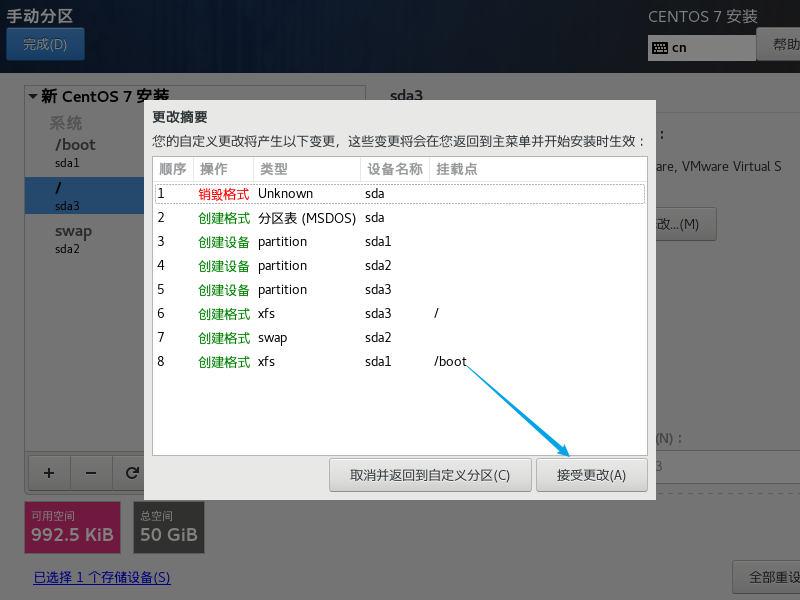 手动分区
CENTOS 7 安装
完成(D)
cn
帮助
新 CentOS 7 安装
sda3
系统
/boot
sda1
/
sda3
swap
sda2
更改摘要
您的自定义更改将产生以下变更，这些变更将会在您返回到主菜单并开始安装时生效：
顺序 操作 类型 设备名称 挂载点
1 销毁格式 Unknown sda
2 创建格式 分区表 (MSDOS) sda
3 创建设备 partition sda1
4 创建设备 partition sda2
5 创建设备 partition sda3
6 创建格式 xfs sda3 /
7 创建格式 swap sda2
8 创建格式 xfs sda1 /boot
取消并返回到自定义分区(C)
接受更改(A)
：
are, VMware Virtual S
改...(M)
(N)：
3
+ −
可用空间
992.5 KiB
总空间
50 GiB
已选择 1 个存储设备(S)
全部重设